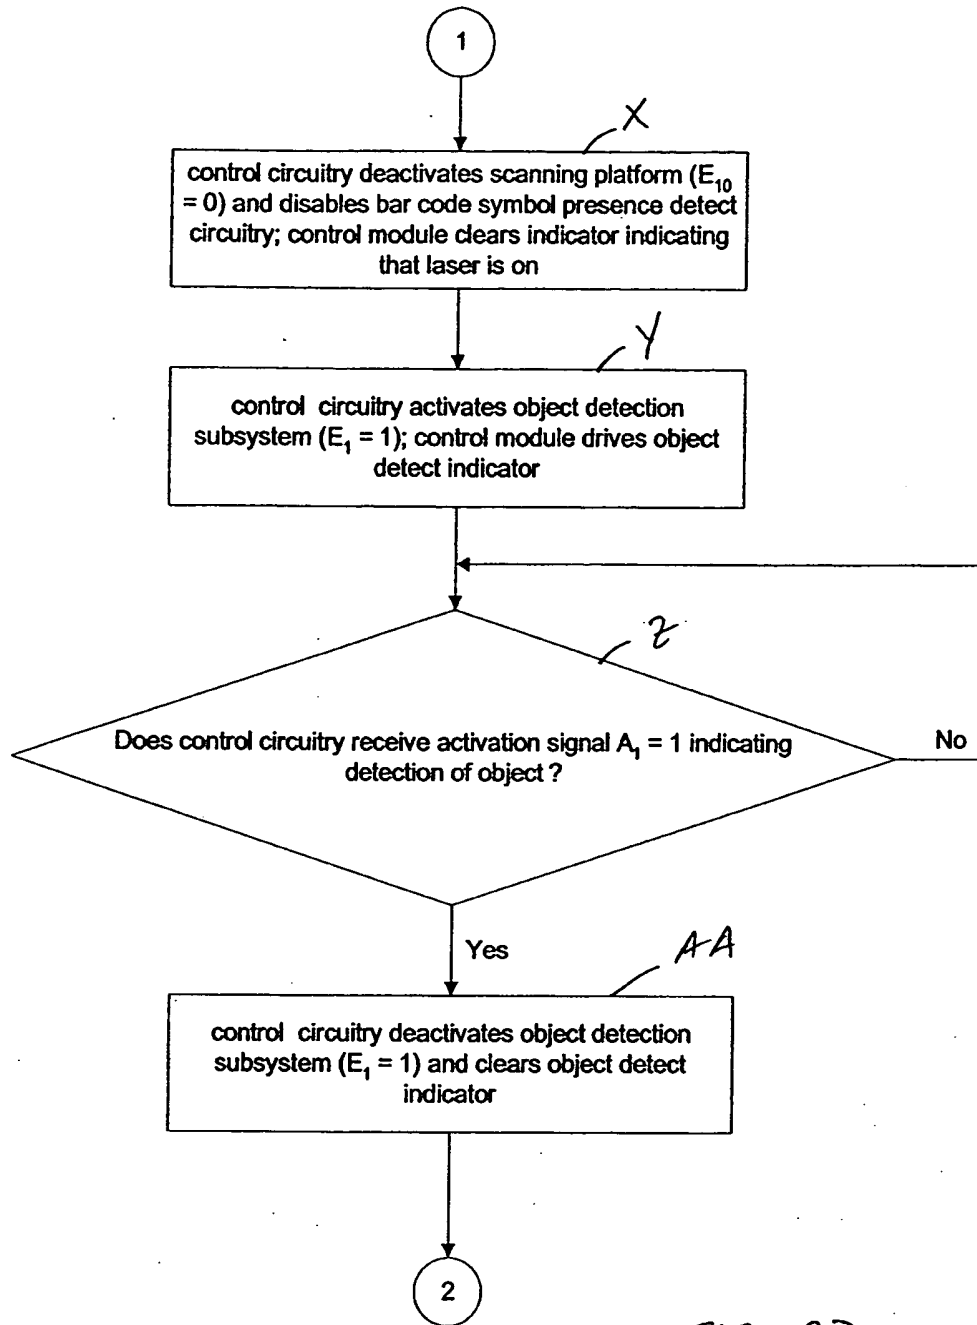 1
X
control circuitry deactivates scanning platform (E₁₀
= 0) and disables bar code symbol presence detect
circuitry; control module clears indicator indicating
that laser is on
Y
control circuitry activates object detection
subsystem (E₁ = 1); control module drives object
detect indicator
Z
Does control circuitry receive activation signal A₁ = 1 indicating
detection of object ?
No
Yes
AA
control circuitry deactivates object detection
subsystem (E₁ = 1) and clears object detect
indicator
2